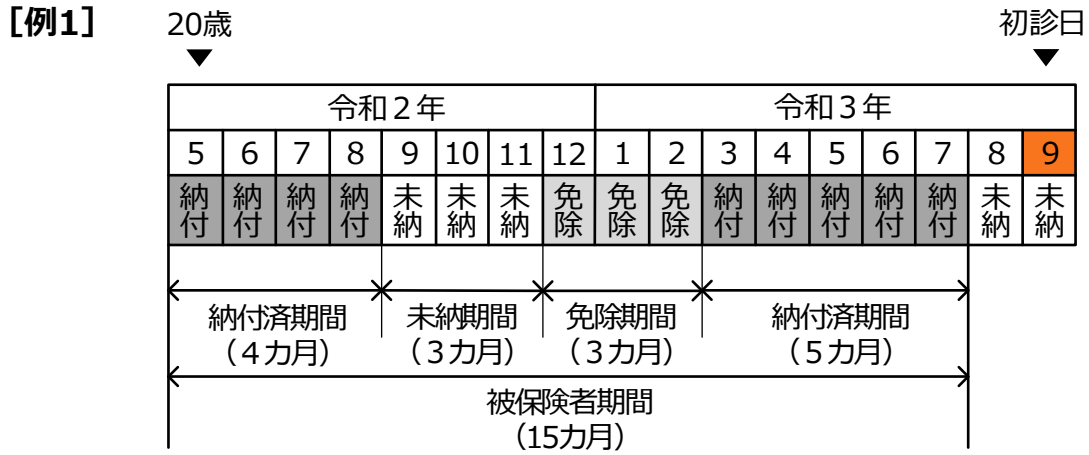 ［例1］ 20歳 初診日
▼ ▼
令和２年 令和３年
5 6 7 8 9 10 11 12 1 2 3 4 5 6 7 8 9
納付 納付 納付 納付 未納 未納 未納 免除 免除 免除 納付 納付 納付 納付 納付 未納 未納
納付済期間 未納期間 免除期間 納付済期間
（４カ月） （３カ月） （３カ月） （５カ月）
被保険者期間
（15カ月）